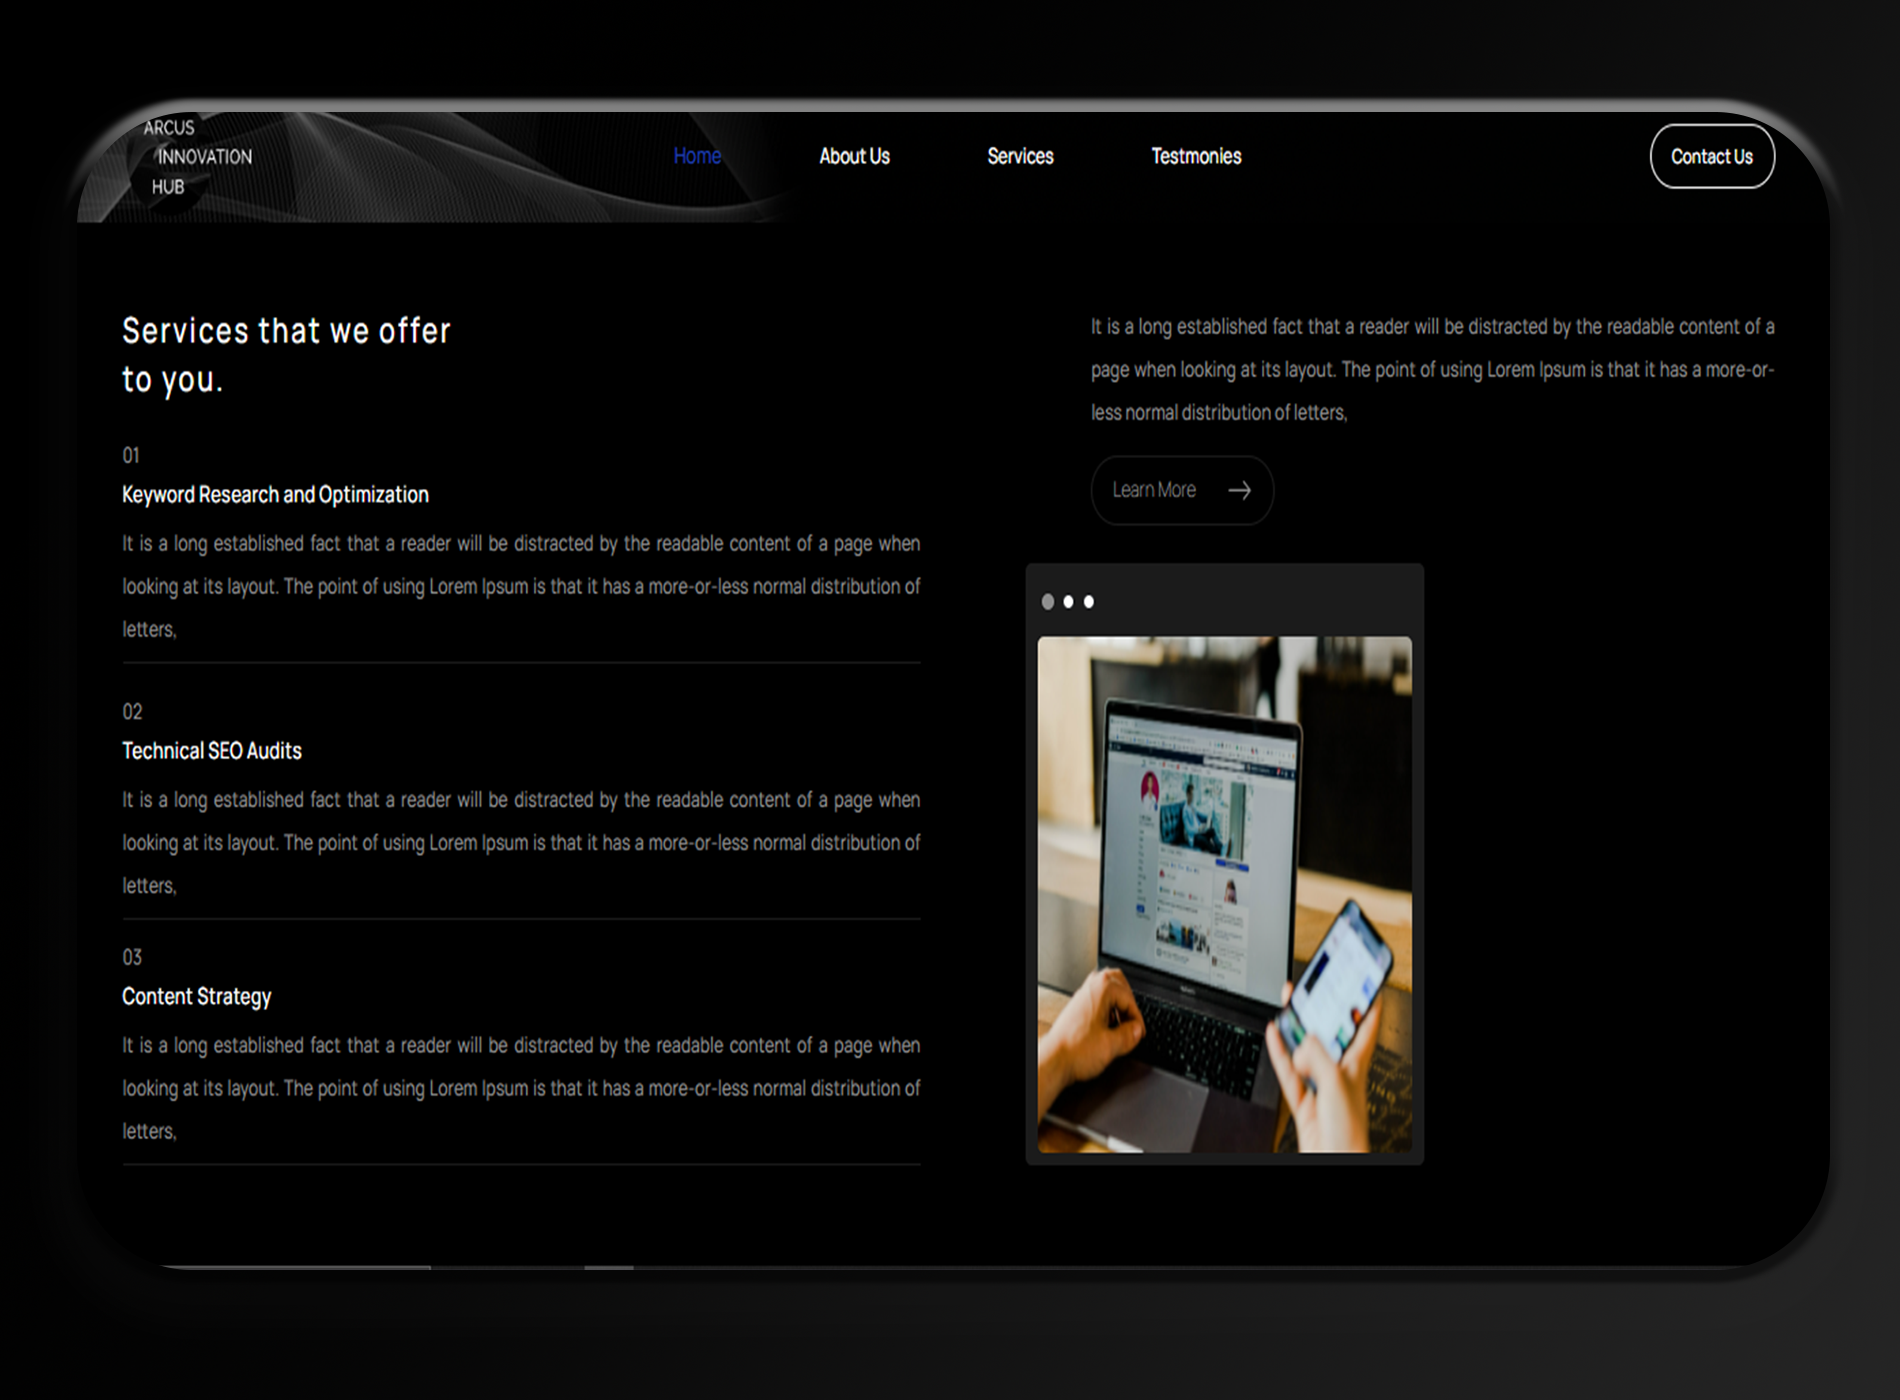 ARCUS
INNOVATION
HUB
Home
About Us
Services
Testmonies
Contact Us
Services that we offer
to you.
01
Keyword Research and Optimization
It is a long established fact that a reader will be distracted by the readable content of a page when
looking at its layout. The point of using Lorem Ipsum is that it has a more-or-less normal distribution of
letters,
02
Technical SEO Audits
It is a long established fact that a reader will be distracted by the readable content of a page when
looking at its layout. The point of using Lorem Ipsum is that it has a more-or-less normal distribution of
letters,
03
Content Strategy
It is a long established fact that a reader will be distracted by the readable content of a page when
looking at its layout. The point of using Lorem Ipsum is that it has a more-or-less normal distribution of
letters,
It is a long established fact that a reader will be distracted by the readable content of a
page when looking at its layout. The point of using Lorem Ipsum is that it has a more-or-
less normal distribution of letters,
Learn More